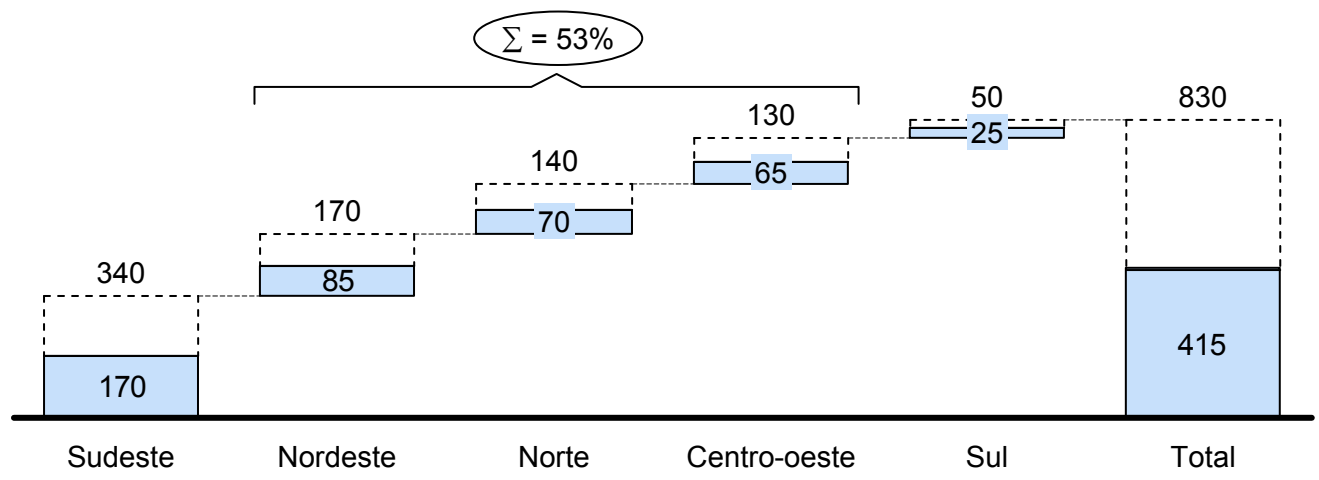 ∑ = 53%
340
170
140
130
50
830
170
85
70
65
25
415
Sudeste
Nordeste
Norte
Centro-oeste
Sul
Total